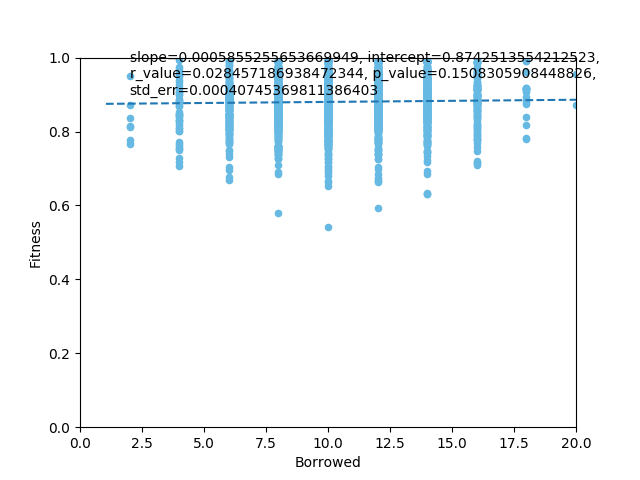 slope=0.0005855255653669949, intercept=0.8742513554212523,
r_value=0.028457186938472344, p_value=0.1508305908448826,
std_err=0.00040745369811386403
1.0
0.8
0.6
0.4
0.2
0.0
Fitness
0.0 2.5 5.0 7.5 10.0 12.5 15.0 17.5 20.0
Borrowed